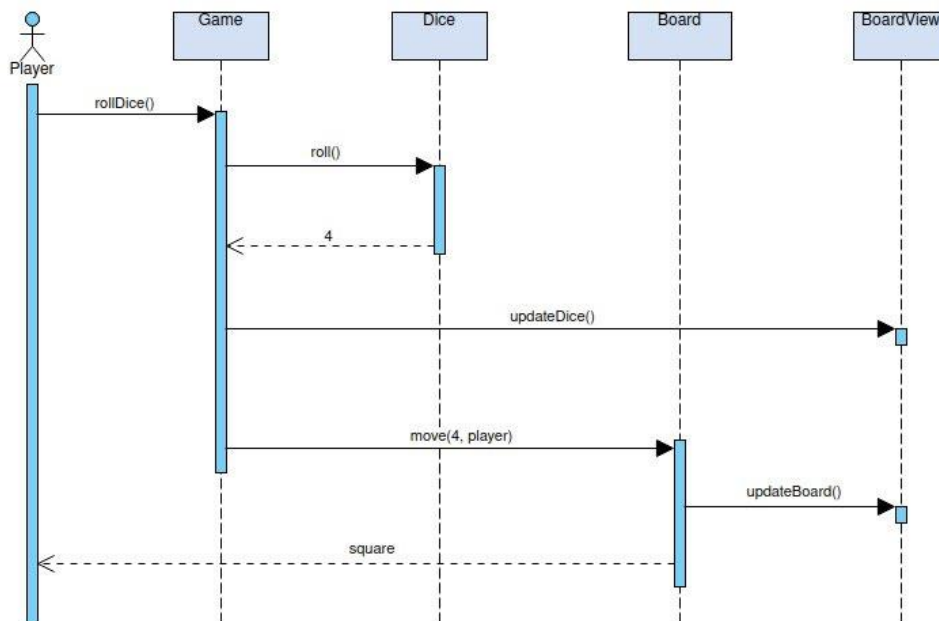 Game
Dice
Board
BoardView
Player
rollDice()
roll()
4
updateDice()
move(4, player)
updateBoard()
square